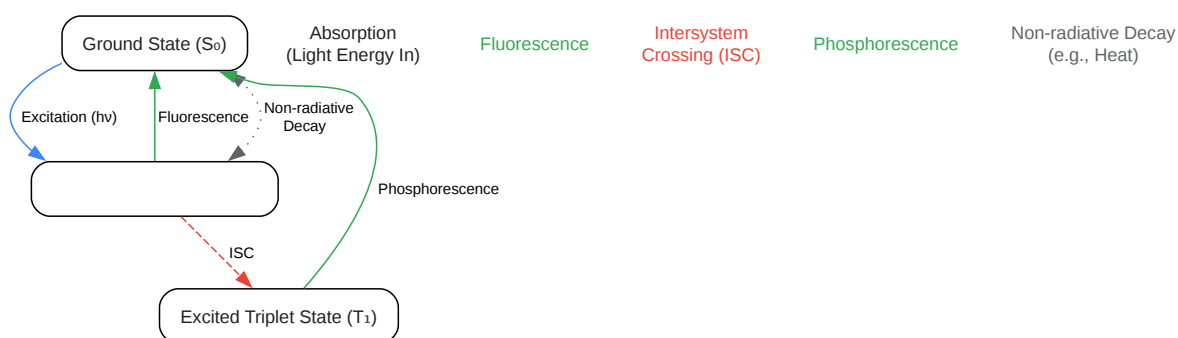 Ground State (S₀)
Absorption
(Light Energy In)
Fluorescence
Intersystem
Crossing (ISC)
Phosphorescence
Non-radiative Decay
(e.g., Heat)
Excitation (hν)
Fluorescence
Non-radiative
Decay
Phosphorescence
ISC
Excited Triplet State (T₁)